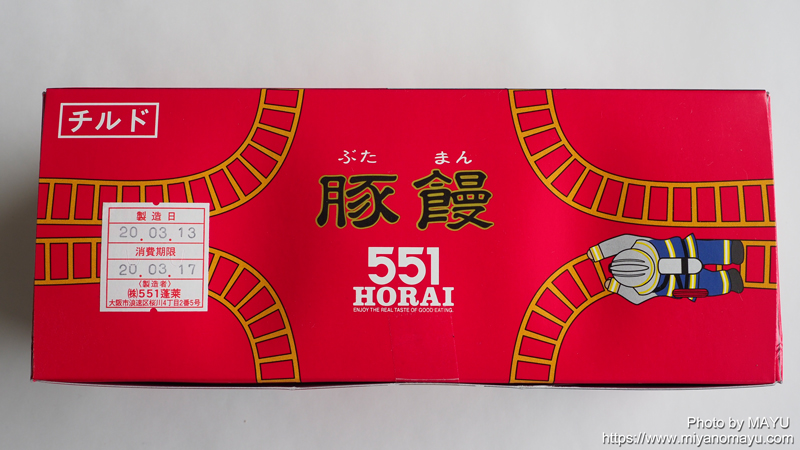 チルド
ぶた まん
豚饅
551
HORAI
ENJOY THE REAL TASTE OF GOOD EATING.
製造日
20.03.13
消費期限
20.03.17
〈製造者〉
㈱551蓬莱
大阪市浪速区桜川4丁目2番5号
Photo by MAYU
https://www.miyanomayu.com/